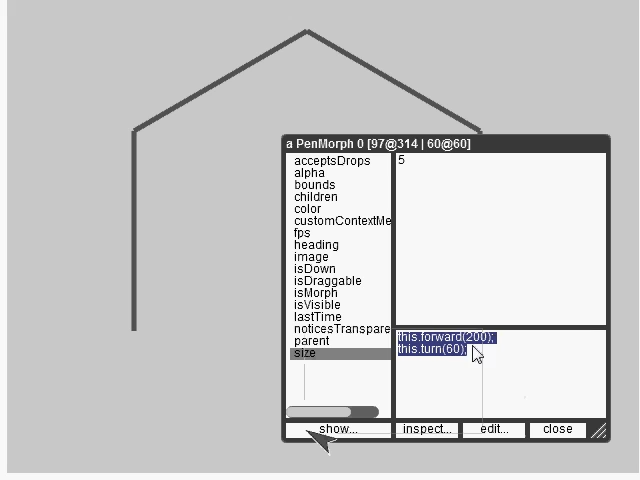 a PenMorph 0 [97@314 | 60@60]
acceptsDrops
alpha
bounds
children
color
customContextMe
fps
heading
image
isDown
isDraggable
isMorph
isVisible
lastTime
noticesTranspare
parent
size
5
this.forward(200);
this.turn(60);
show...
inspect...
edit...
close